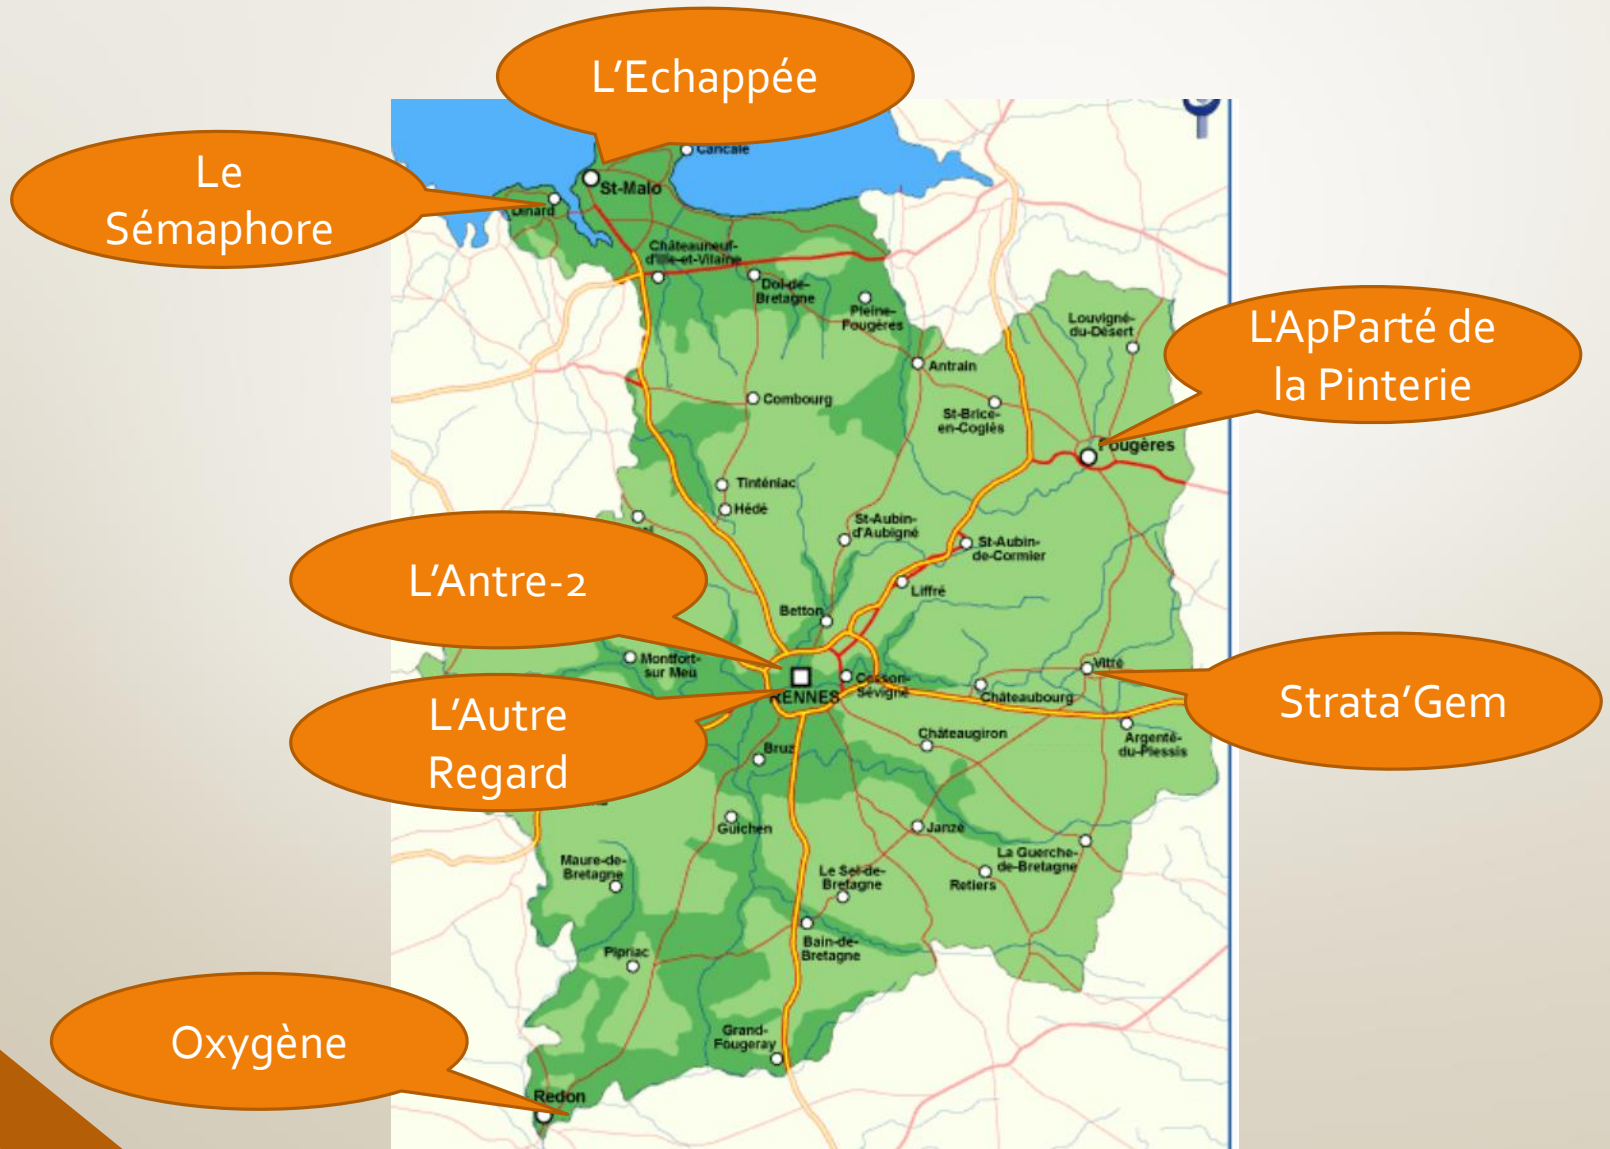 L'Echappée
Le
Sémaphore
Cancale
St-Malo
Dinard
Châteauneuf-
d'Ille-et-Vilaine
Dol-de-
Bretagne
Pleine-
Fougères
Louvigné-
du-Désert
L'ApParté de
la Pinterie
Antrain
Combourg
St-Brice-
en-Coglès
Fougères
Tinténiac
Hédé
St-Aubin-
d'Aubigné
St-Aubin-
de-Cormier
L'Antre-2
Liffré
Betton
Montfort-
sur Meu
Vitré
Cesson-
Sévigné
Châteaubourg
RENNES
Strata'Gem
L'Autre
Regard
Châteaugiron
Argenté-
du-Plessis
Bruz
Guichen
Janzé
La Guerche-
de-Bretagne
Maure-de-
Bretagne
Le Sel-de-
Bretagne
Retiers
Bain-de-
Bretagne
Pipriac
Oxygène
Grand-
Fougeray
Redon